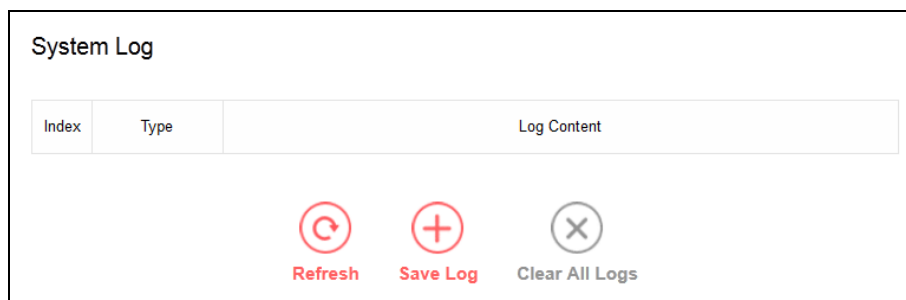 System Log
Index Type Log Content
Refresh Save Log Clear All Logs